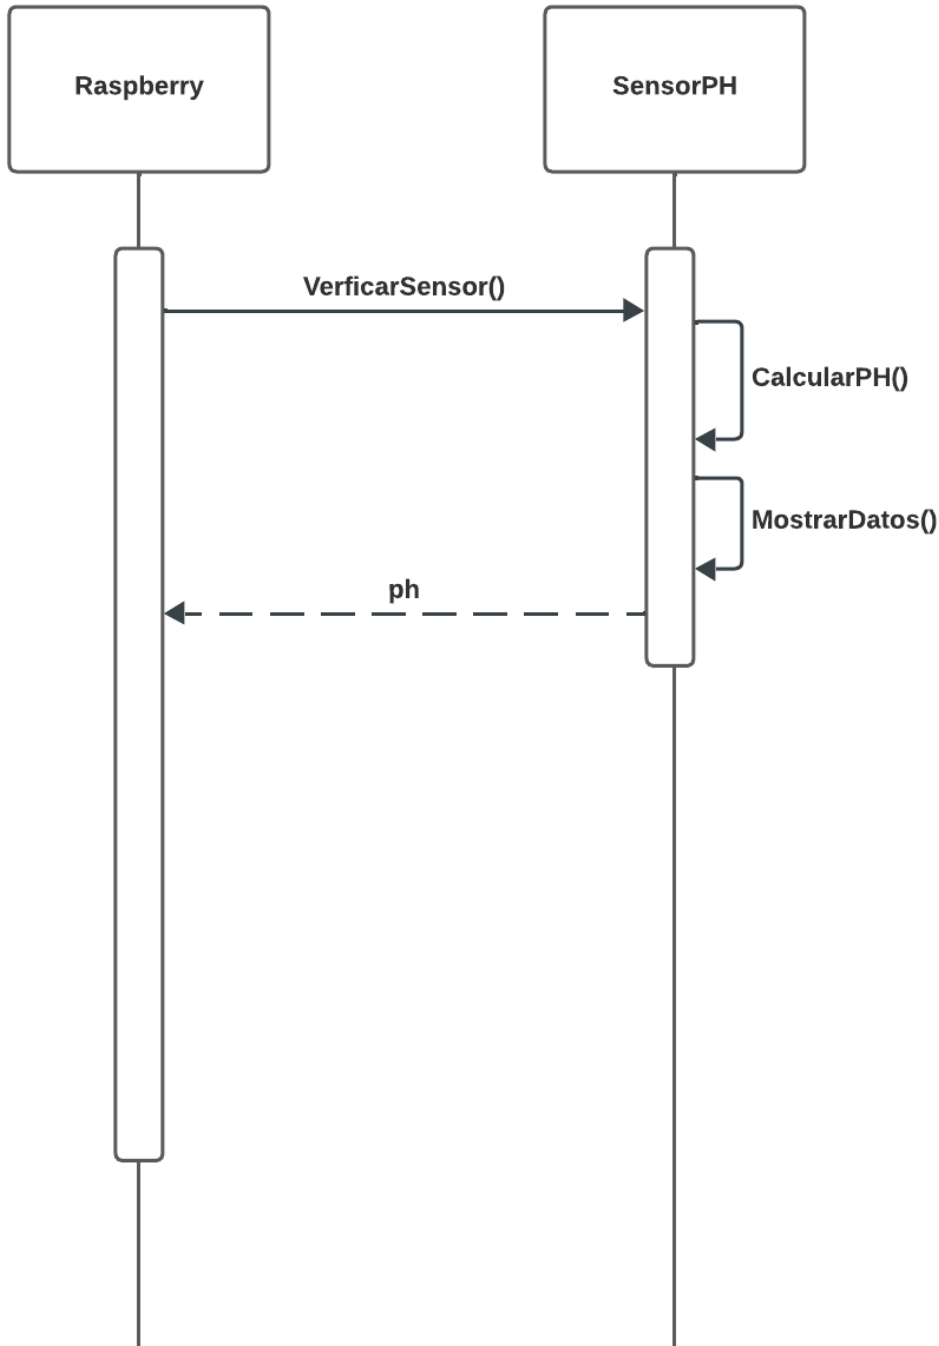 Raspberry
SensorPH
VerficarSensor()
CalcularPH()
MostrarDatos()
ph